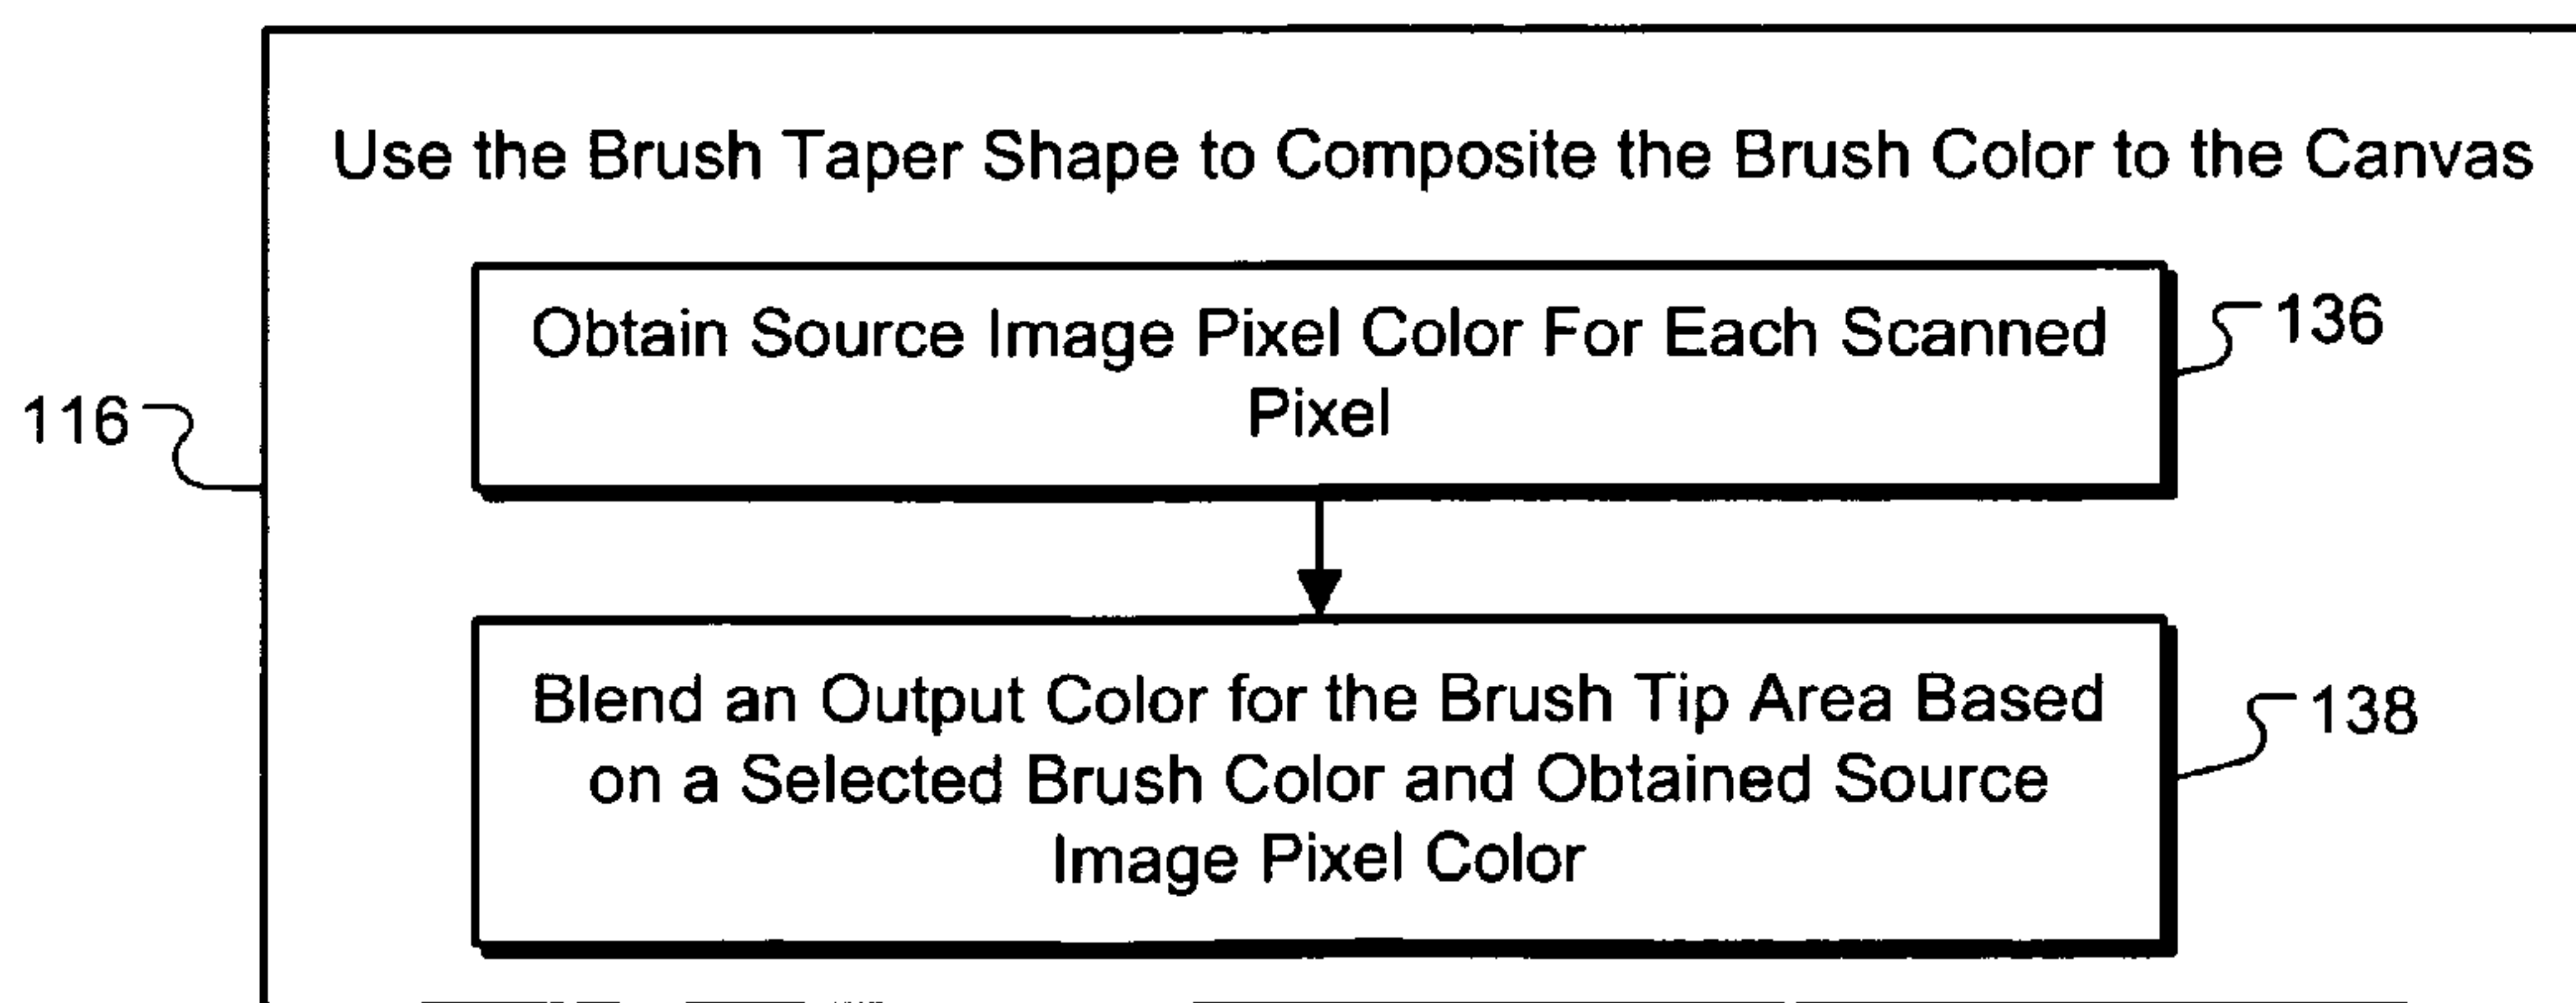 Use the Brush Taper Shape to Composite the Brush Color to the Canvas
Obtain Source Image Pixel Color For Each Scanned
Pixel
136
116
Blend an Output Color for the Brush Tip Area Based
on a Selected Brush Color and Obtained Source
Image Pixel Color
138